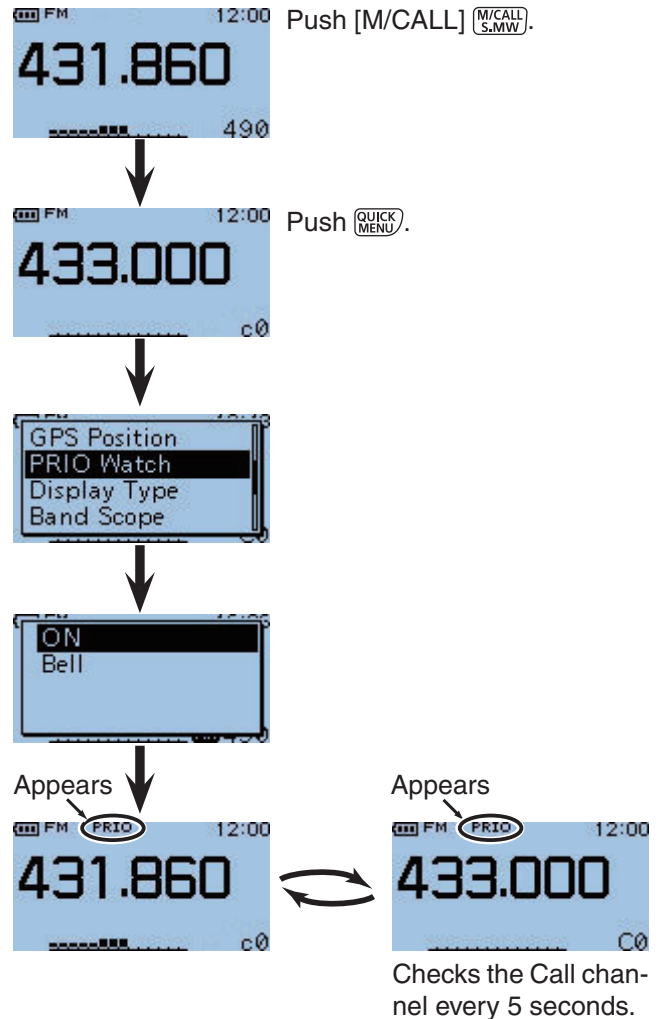 FM 12:00
Push [M/CALL] M/CALL S.MW.
431.860
490
FM 12:00
Push QUICK MENU.
433.000
c0
GPS Position
PRIO Watch
Display Type
Band Scope
ON
Bell
Appears
FM PRIO 12:00
431.860
c0
Appears
FM PRIO 12:00
433.000
C0
Checks the Call chan-
nel every 5 seconds.